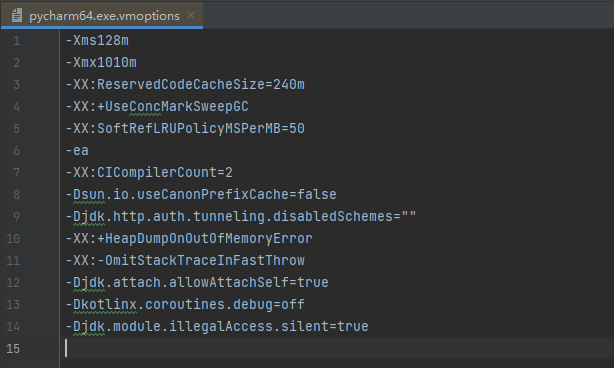 pycharm64.exe.vmoptions
1 -Xms128m
2 -Xmx1010m
3 -XX:ReservedCodeCacheSize=240m
4 -XX:+UseConcMarkSweepGC
5 -XX:SoftRefLRUPolicyMSPerMB=50
6 -ea
7 -XX:CICompilerCount=2
8 -Dsun.io.useCanonPrefixCache=false
9 -Djdk.http.auth.tunneling.disabledSchemes=""
10 -XX:+HeapDumpOnOutOfMemoryError
11 -XX:-OmitStackTraceInFastThrow
12 -Djdk.attach.allowAttachSelf=true
13 -Dkotlinx.coroutines.debug=off
14 -Djdk.module.illegalAccess.silent=true
15